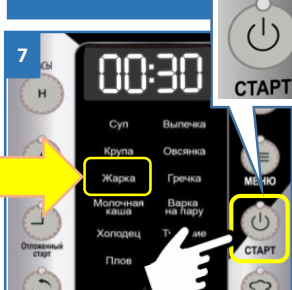 7
СТАРТ
Н
00:30
Суп Выпечка
Крупа Овсянка
Жарка Гречка
МЕНЮ
Молочная каша Варка на пару
Отложенный старт
Холодец
СТАРТ
Плов